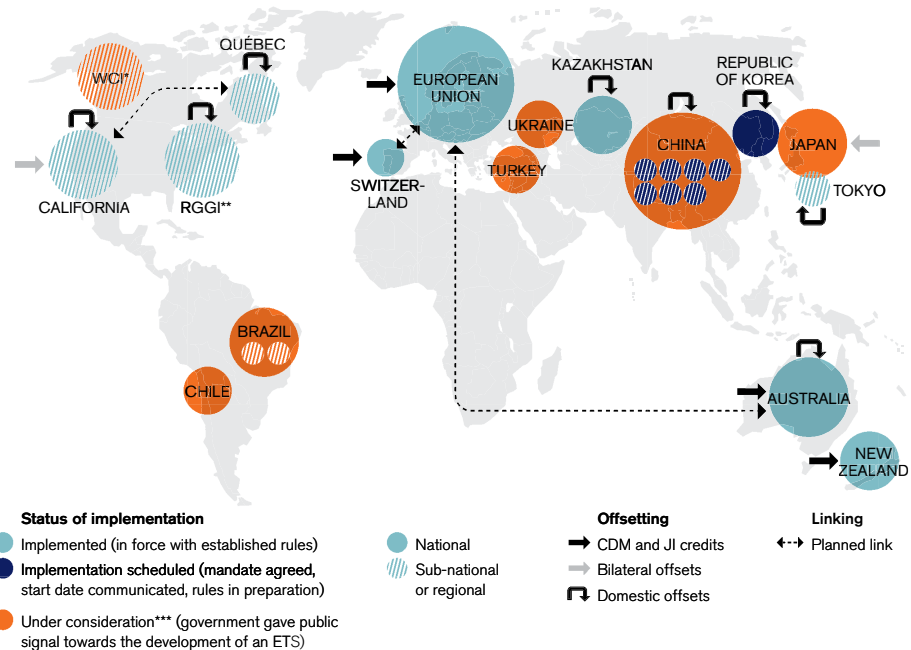 QUÉBEC
WCI*
EUROPEAN
UNION
KAZAKHSTAN
REPUBLIC
OF KOREA
UKRAINE
CHINA
JAPAN
TURKEY
SWITZER-
LAND
TOKYO
CALIFORNIA
RGGI**
BRAZIL
CHILE
AUSTRALIA
NEW
ZEALAND
Status of implementation
Implemented (in force with established rules)
Implementation scheduled (mandate agreed,
start date communicated, rules in preparation)
Under consideration*** (government gave public
signal towards the development of an ETS)
National
Sub-national
or regional
Offsetting
CDM and JI credits
Bilateral offsets
Domestic offsets
Linking
Planned link